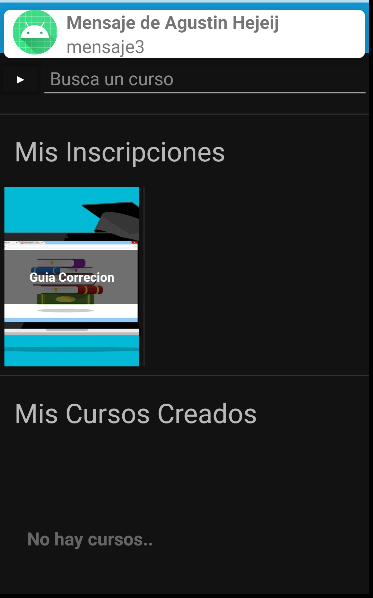 Mensaje de Agustin Hejeij
mensaje3
Busca un curso
Mis Inscripciones
Guia Correcion
Mis Cursos Creados
No hay cursos..